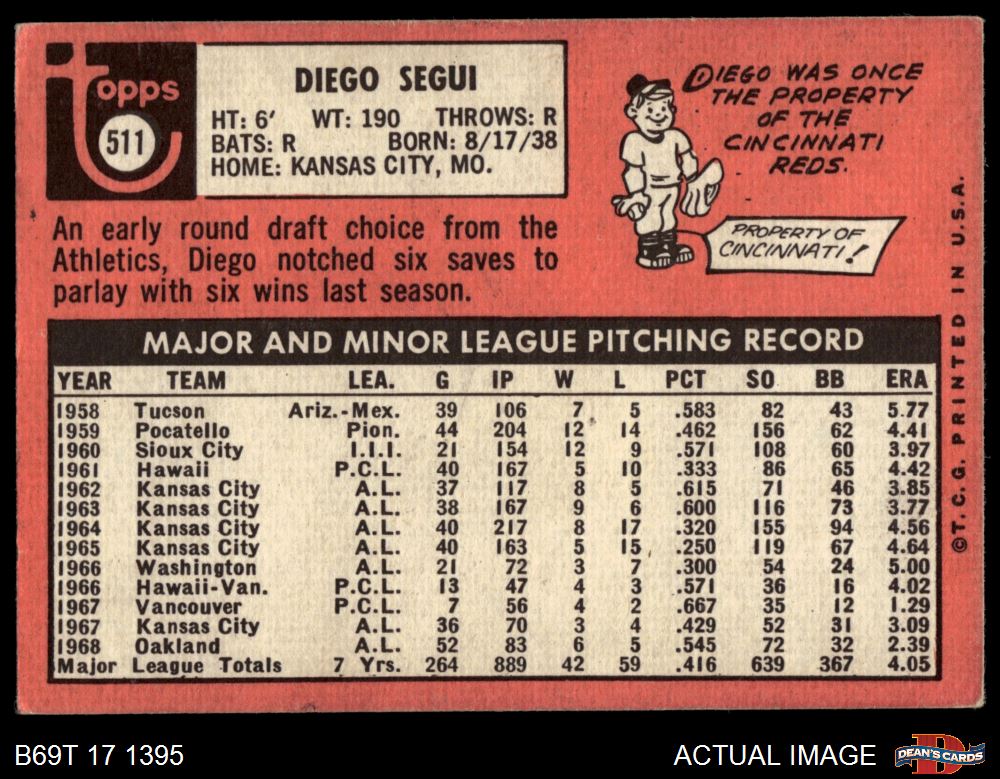 topps
511
DIEGO SEGUI
HT: 6' WT: 190 THROWS: R
BATS: R BORN: 8/17/38
HOME: KANSAS CITY, MO.
An early round draft choice from the
Athletics, Diego notched six saves to
parlay with six wins last season.
DIEGO WAS ONCE
THE PROPERTY
OF THE
CINCINNATI
REDS.
PROPERTY OF
CINCINNATI!
MAJOR AND MINOR LEAGUE PITCHING RECORD
YEAR TEAM LEA. G IP W L PCT SO BB ERA
1958 Tucson Ariz.-Mex. 39 106 7 5 .583 82 43 5.77
1959 Pocatello Pion. 44 204 12 14 .462 156 62 4.41
1960 Sioux City I.I.I. 21 154 12 9 .571 108 60 3.97
1961 Hawaii P.C.L. 40 167 5 10 .333 86 65 4.42
1962 Kansas City A.L. 37 117 8 5 .615 71 46 3.85
1963 Kansas City A.L. 38 167 9 6 .600 116 73 3.77
1964 Kansas City A.L. 40 217 8 17 .320 155 94 4.56
1965 Kansas City A.L. 40 163 5 15 .250 119 67 4.64
1966 Washington A.L. 21 72 3 7 .300 54 24 5.00
1966 Hawaii-Van. P.C.L. 13 47 4 3 .571 36 16 4.02
1967 Vancouver P.C.L. 7 56 4 2 .667 35 12 1.29
1967 Kansas City A.L. 36 70 3 4 .429 52 31 3.09
1968 Oakland A.L. 52 83 6 5 .545 72 32 2.39
Major League Totals 7 Yrs. 264 889 42 59 .416 639 367 4.05
©T.C.G. PRINTED IN U.S.A.
B69T 17 1395
ACTUAL IMAGE
DEAN'S CARDS